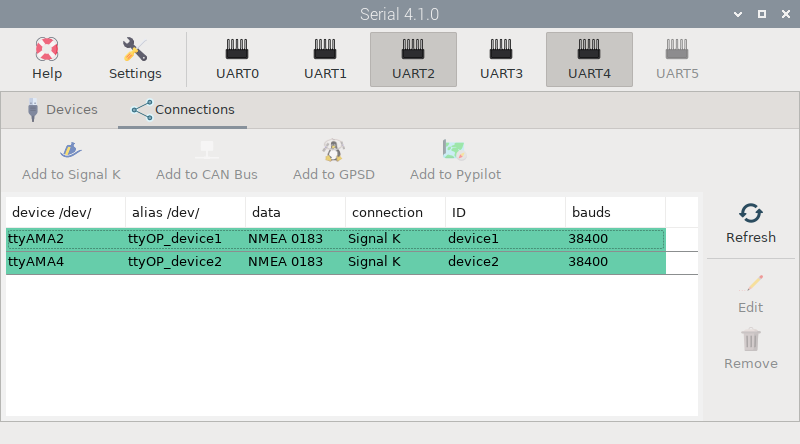 Serial 4.1.0
Help Settings UART0 UART1 UART2 UART3 UART4 UART5
Devices Connections
Add to Signal K Add to CAN Bus Add to GPSD Add to Pypilot
device /dev/ alias /dev/ data connection ID bauds
ttyAMA2 ttyOP_device1 NMEA 0183 Signal K device1 38400
ttyAMA4 ttyOP_device2 NMEA 0183 Signal K device2 38400
Refresh
Edit
Remove